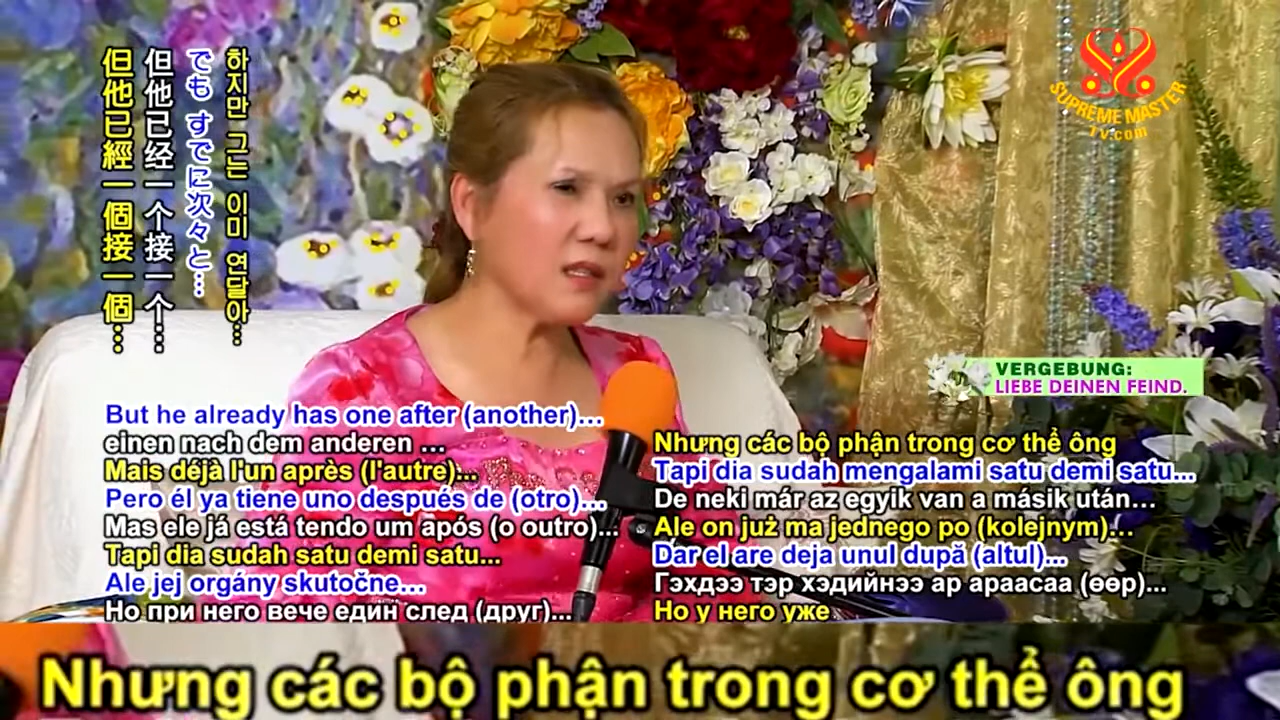 하지만 그는 이미 연달아...
でも すでに次々と...
但他已经一个接一个...
但他已經一個接一個...
SUPREME MASTER
TV.com
VERGEBUNG:
LIEBE DEINEN FEIND.
But he already has one after (another)...
einen nach dem anderen ...
Mais déjà l'un après (l'autre)...
Pero él ya tiene uno después de (otro)...
Mas ele já está tendo um após (o outro)...
Tapi dia sudah satu demi satu...
Ale jej orgány skutočne...
Но при него вече един след (друг)...
Nhưng các bộ phận trong cơ thể ông
Tapi dia sudah mengalami satu demi satu...
De neki már az egyik van a másik után...
Ale on już ma jednego po (kolejnym)...
Dar el are deja unul după (altul)...
Гэхдээ тэр хэдийнээ ар араасаа (өөр)...
Но у него уже
Nhưng các bộ phận trong cơ thể ông